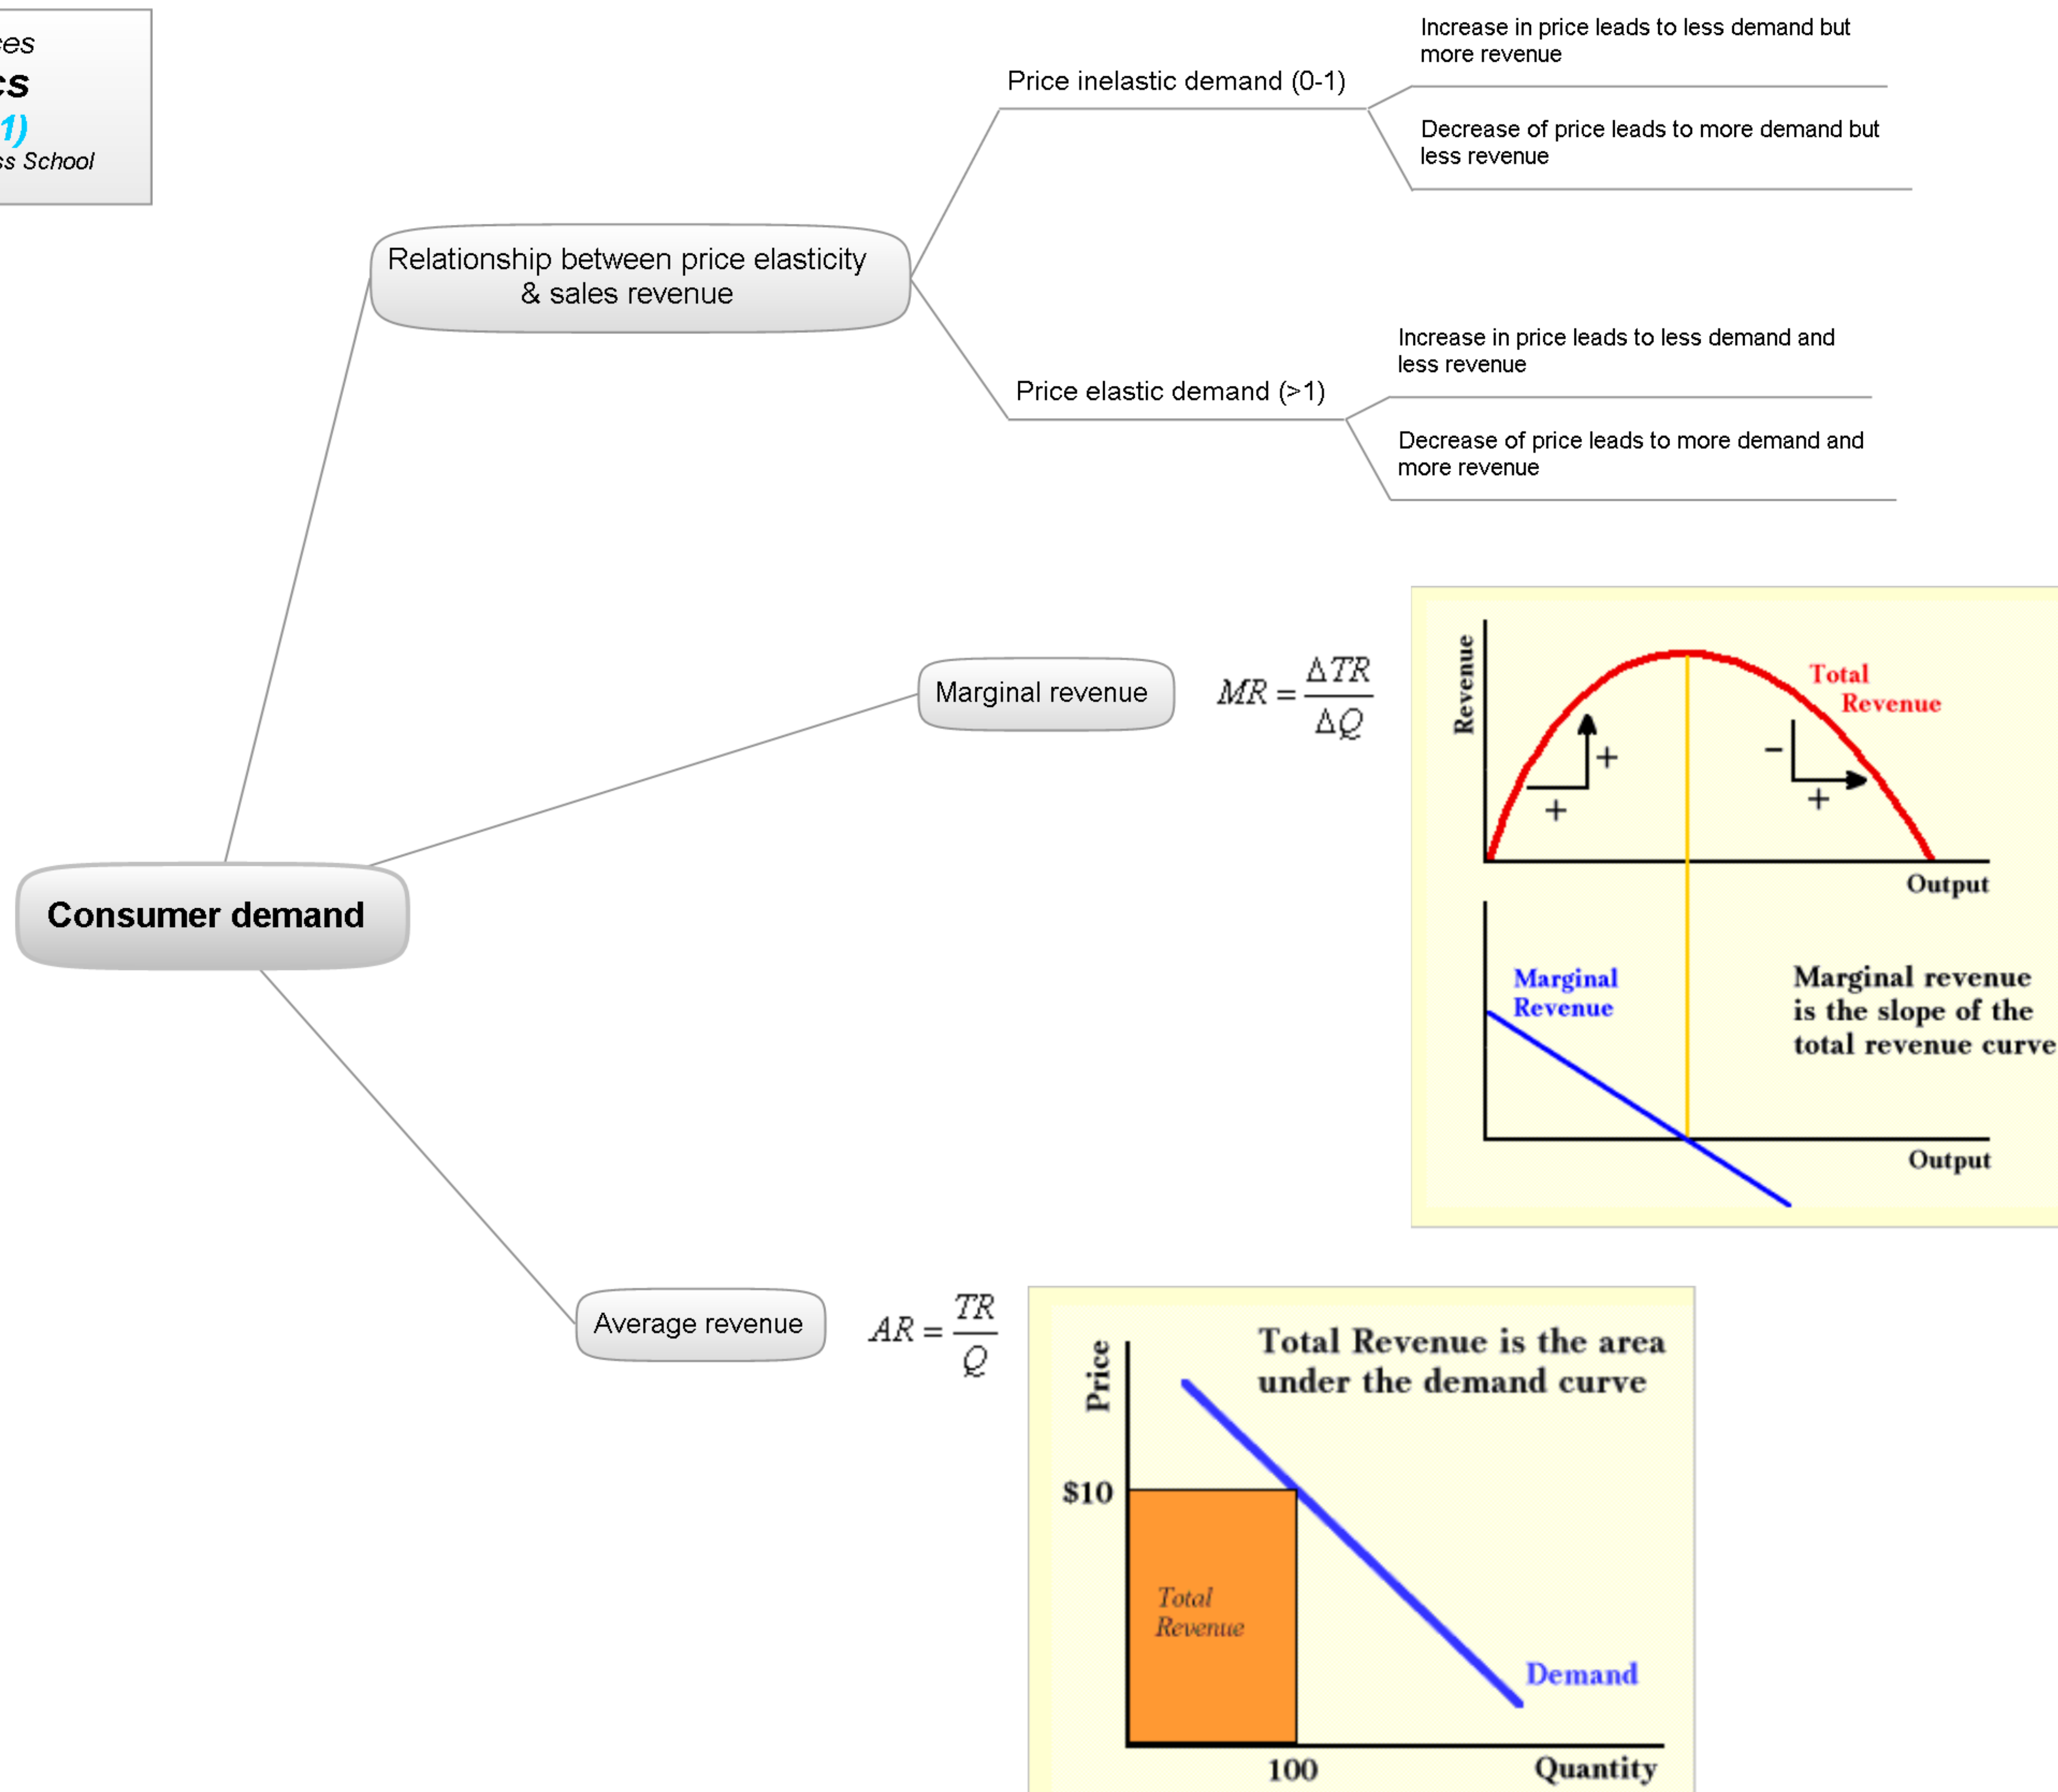 ces
cs
1)
ss School
Increase in price leads to less demand but
more revenue
Price inelastic demand (0-1)
Decrease of price leads to more demand but
less revenue
Relationship between price elasticity
& sales revenue
Increase in price leads to less demand and
less revenue
Price elastic demand (>1)
Decrease of price leads to more demand and
more revenue
Marginal revenue
MR = ΔTR / ΔQ
Revenue
Total
Revenue
+
+
−
+
Output
Marginal
Revenue
Marginal revenue
is the slope of the
total revenue curve
Output
Consumer demand
Average revenue
AR = TR / Q
Total Revenue is the area
under the demand curve
Price
$10
Total
Revenue
Demand
100
Quantity